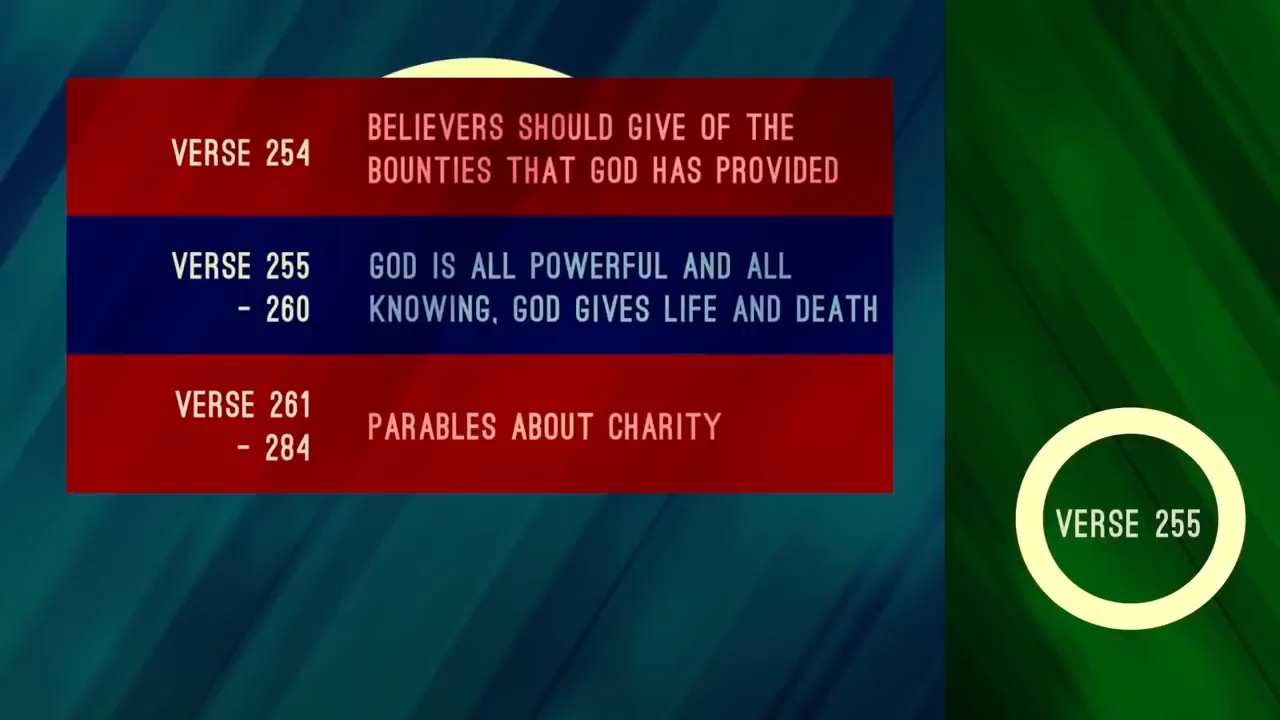 VERSE 254
BELIEVERS SHOULD GIVE OF THE
BOUNTIES THAT GOD HAS PROVIDED
VERSE 255
- 260
GOD IS ALL POWERFUL AND ALL
KNOWING, GOD GIVES LIFE AND DEATH
VERSE 261
- 284
PARABLES ABOUT CHARITY
VERSE 255